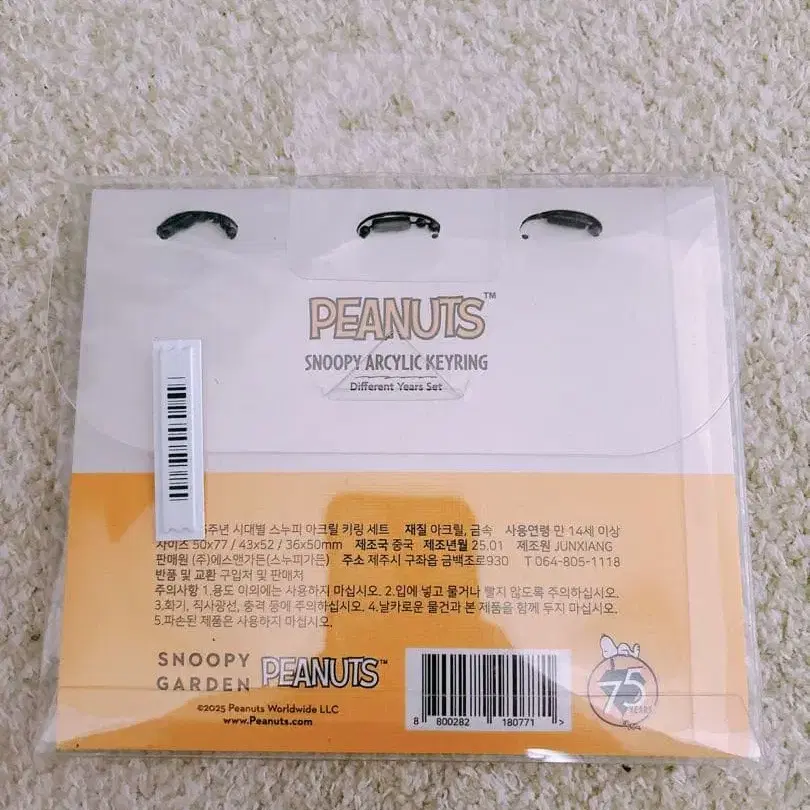 PEANUTS™
SNOOPY ARCYLIC KEYRING
Different Years Set
5주년 시대별 스누피 아크릴 키링 세트 재질 아크릴, 금속 사용연령 만 14세 이상
사이즈 50x77 / 43x52 / 36x50mm 제조국 중국 제조년월 25.01 제조원 JUNXIANG
판매원 (주)에스앤가든(스누피가든) 주소 제주시 구좌읍 금백조로930 T 064-805-1118
반품 및 교환 구입처 및 판매처
주의사항 1.용도 이외에는 사용하지 마십시오. 2.입에 넣고 물거나 빨지 않도록 주의하십시오.
3.화기, 직사광선, 충격 등에 주의하십시오. 4.날카로운 물건과 본 제품을 함께 두지 마십시오.
5.파손된 제품은 사용하지 마십시오.
SNOOPY
GARDEN
PEANUTS™
©2025 Peanuts Worldwide LLC
www.Peanuts.com
8 800282 180771 >
75
YEARS